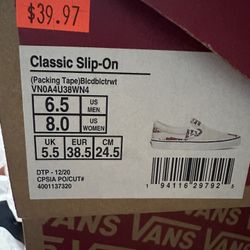 $39.97
Classic Slip-On
(Packing Tape)Blcdblctrwt
VN0A4U38WN4
6.5 US MEN
8.0 US WOMEN
UK EUR CM
5.5 38.5 24.5
DTP - 12/20
CPSIA PO/CUT#
4001137320
1 94116 29792 5
VANS VANS